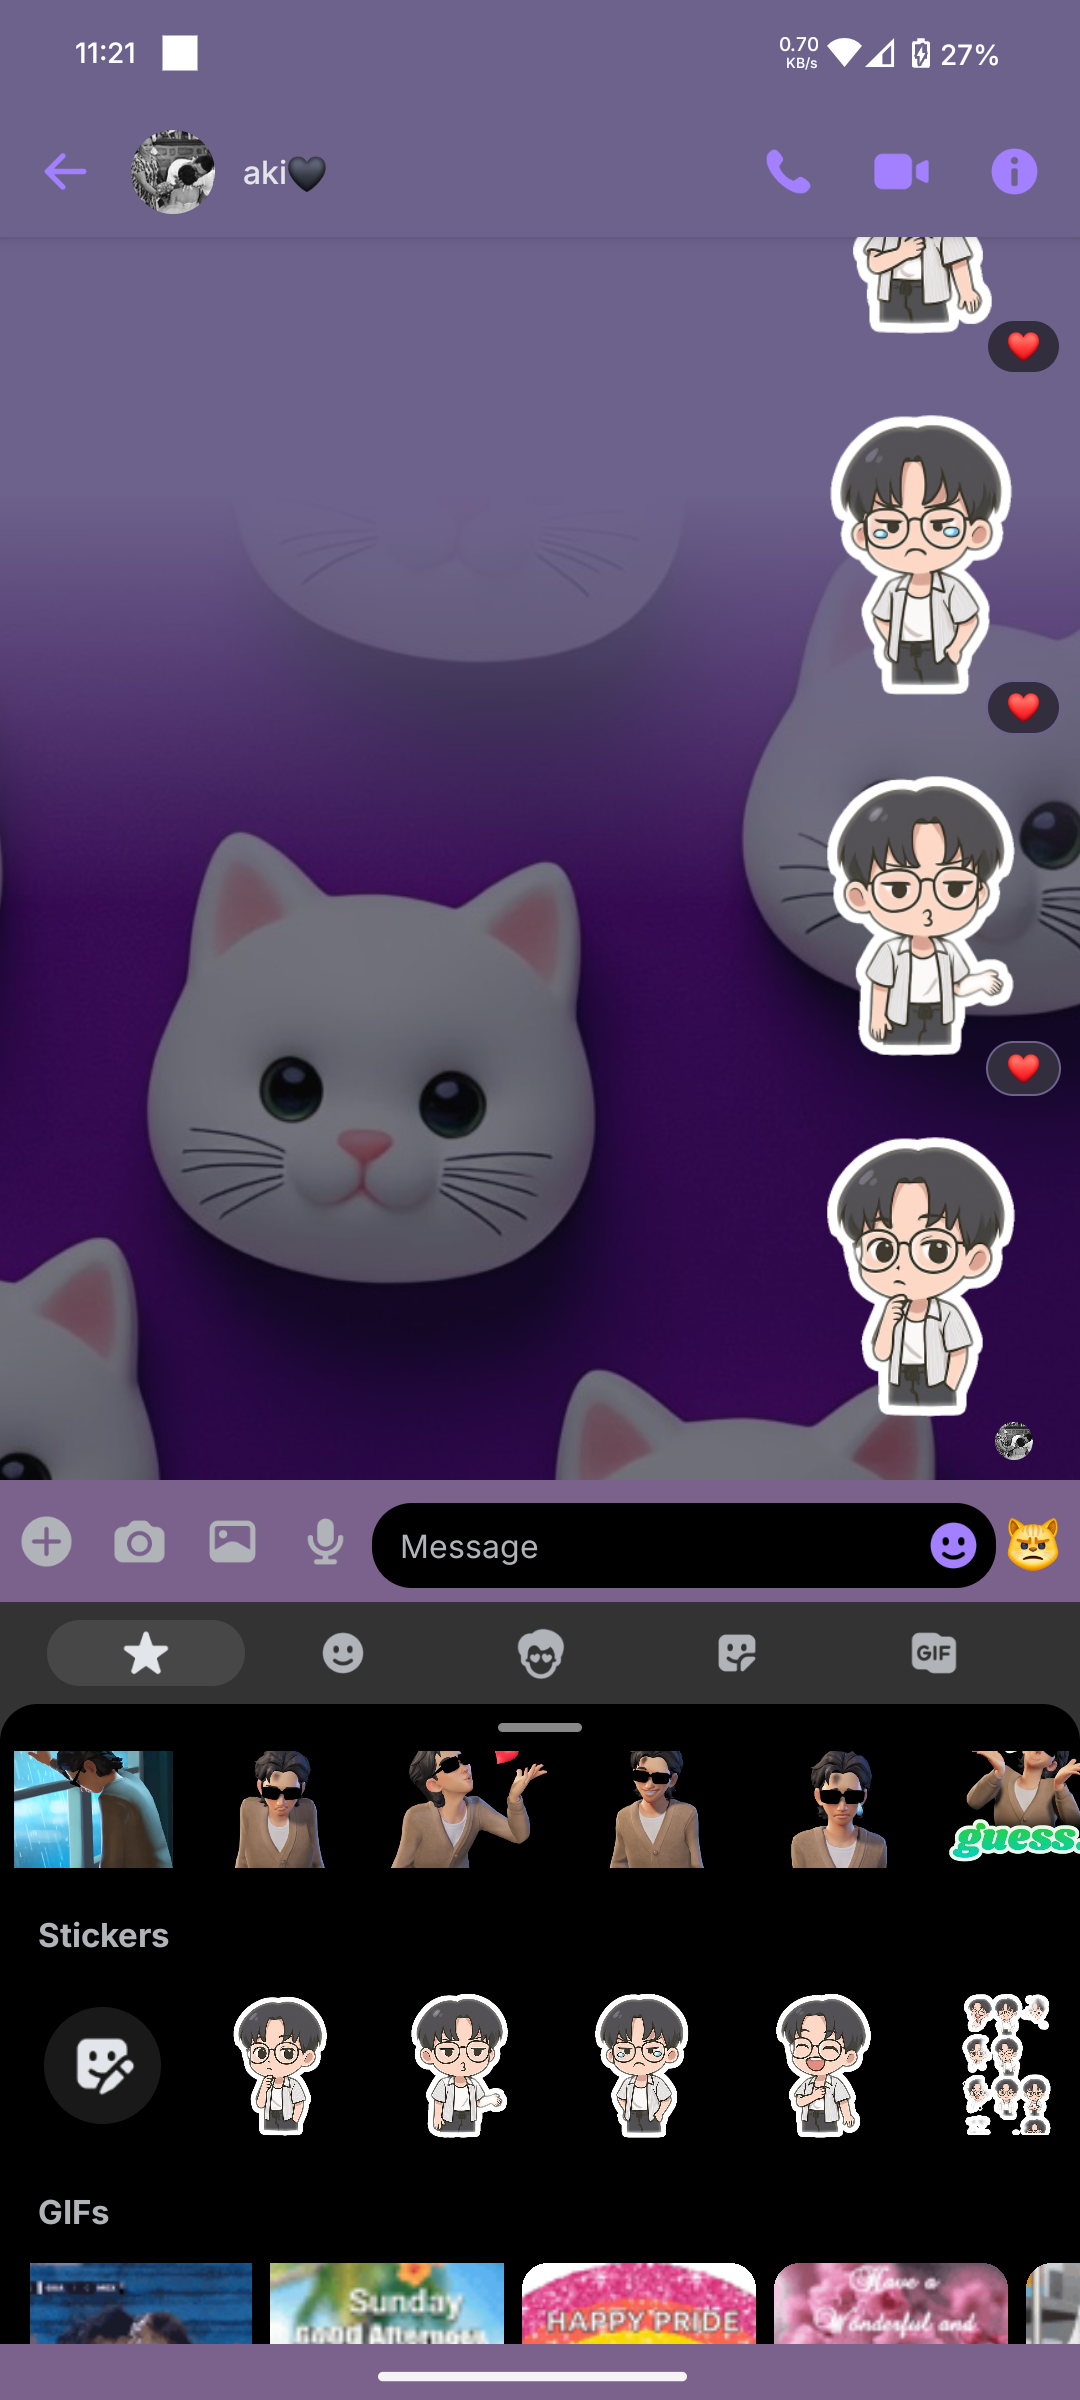 11:21
0.70
KB/s
27%
aki🖤
Message
GIF
guess
Stickers
GIFs
Sunday
GOOD Afternoon
HAPPY PRIDE
Have a
Wonderful and